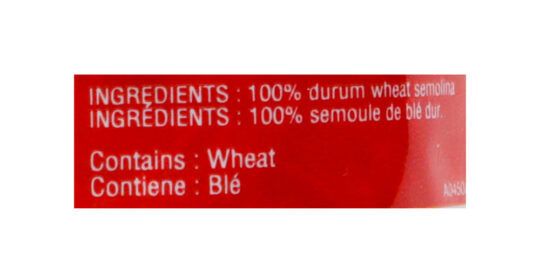 INGREDIENTS : 100% durum wheat semolina
INGRÉDIENTS : 100% semoule de blé dur.
Contains : Wheat
Contiene : Blé